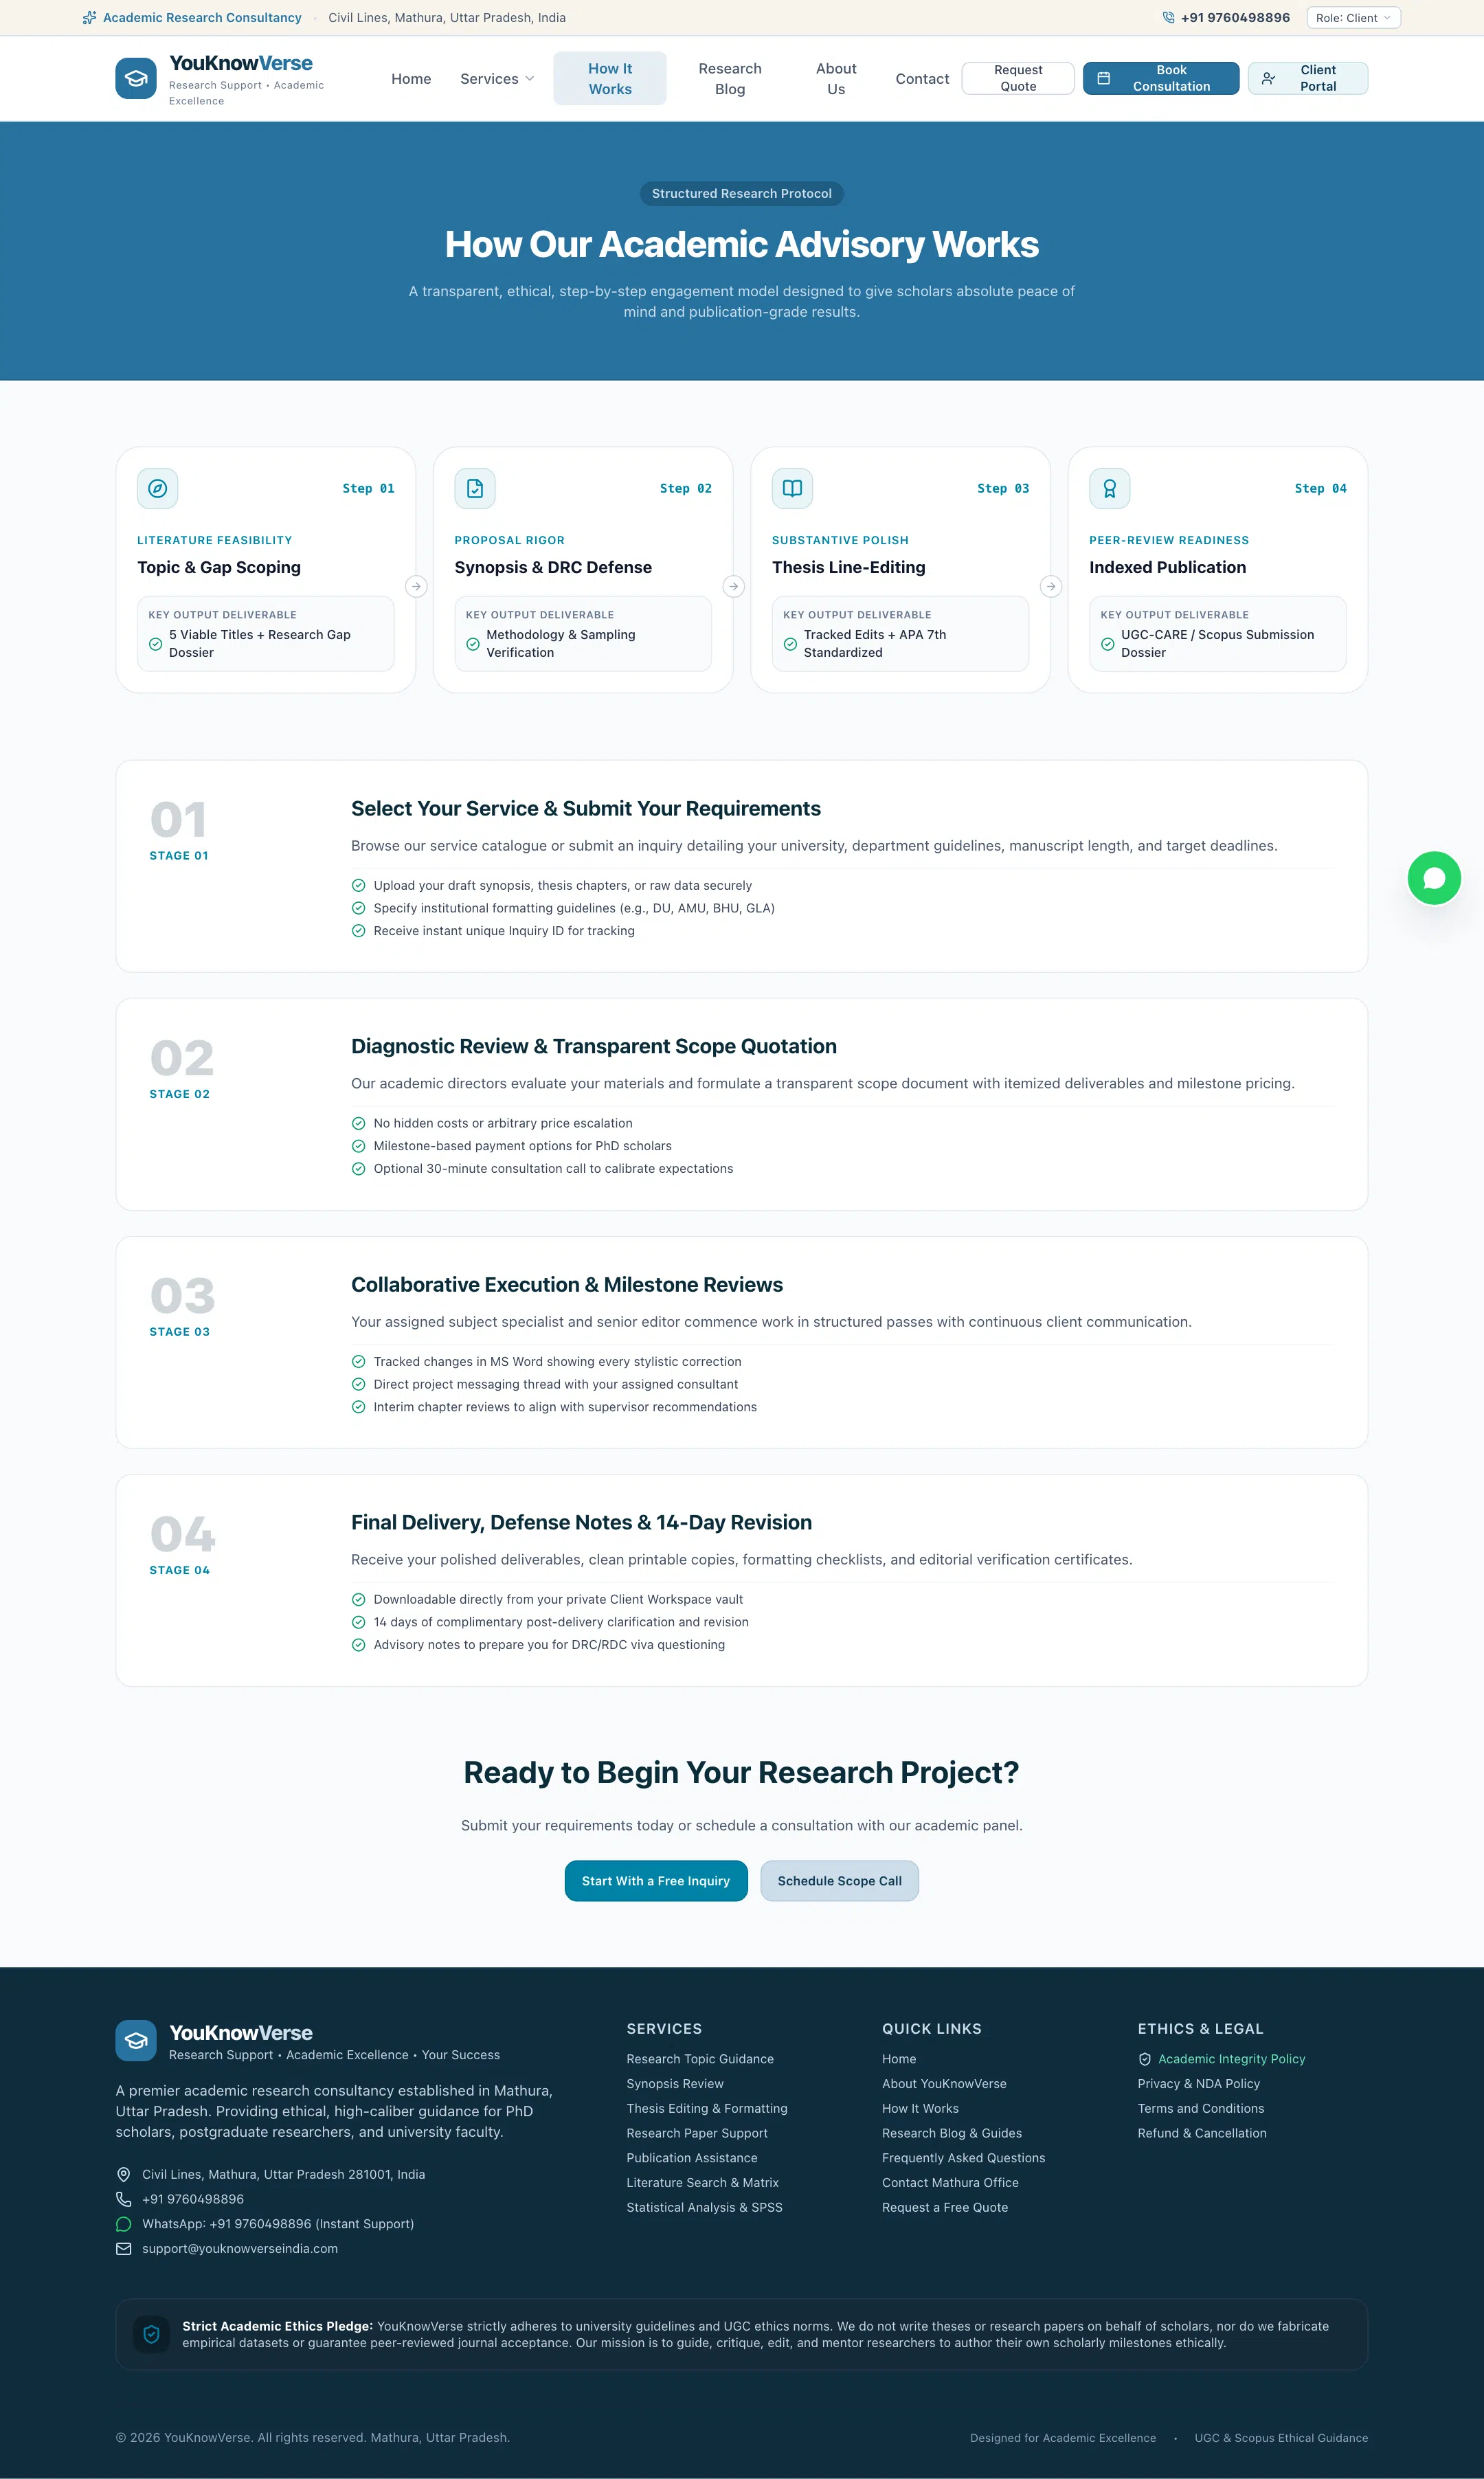 Academic Research Consultancy • Civil Lines, Mathura, Uttar Pradesh, India
+91 9760498896
Role: Client
YouKnowVerse
Research Support • Academic
Excellence
Home
Services
How It
Works
Research
Blog
About
Us
Contact
Request
Quote
Book
Consultation
Client
Portal
Structured Research Protocol
How Our Academic Advisory Works
A transparent, ethical, step-by-step engagement model designed to give scholars absolute peace of
mind and publication-grade results.
Step 01
LITERATURE FEASIBILITY
Topic & Gap Scoping
KEY OUTPUT DELIVERABLE
5 Viable Titles + Research Gap
Dossier
Step 02
PROPOSAL RIGOR
Synopsis & DRC Defense
KEY OUTPUT DELIVERABLE
Methodology & Sampling
Verification
Step 03
SUBSTANTIVE POLISH
Thesis Line-Editing
KEY OUTPUT DELIVERABLE
Tracked Edits + APA 7th
Standardized
Step 04
PEER-REVIEW READINESS
Indexed Publication
KEY OUTPUT DELIVERABLE
UGC-CARE / Scopus Submission
Dossier
01
STAGE 01
Select Your Service & Submit Your Requirements
Browse our service catalogue or submit an inquiry detailing your university, department guidelines, manuscript length, and target deadlines.
Upload your draft synopsis, thesis chapters, or raw data securely
Specify institutional formatting guidelines (e.g., DU, AMU, BHU, GLA)
Receive instant unique Inquiry ID for tracking
02
STAGE 02
Diagnostic Review & Transparent Scope Quotation
Our academic directors evaluate your materials and formulate a transparent scope document with itemized deliverables and milestone pricing.
No hidden costs or arbitrary price escalation
Milestone-based payment options for PhD scholars
Optional 30-minute consultation call to calibrate expectations
03
STAGE 03
Collaborative Execution & Milestone Reviews
Your assigned subject specialist and senior editor commence work in structured passes with continuous client communication.
Tracked changes in MS Word showing every stylistic correction
Direct project messaging thread with your assigned consultant
Interim chapter reviews to align with supervisor recommendations
04
STAGE 04
Final Delivery, Defense Notes & 14-Day Revision
Receive your polished deliverables, clean printable copies, formatting checklists, and editorial verification certificates.
Downloadable directly from your private Client Workspace vault
14 days of complimentary post-delivery clarification and revision
Advisory notes to prepare you for DRC/RDC viva questioning
Ready to Begin Your Research Project?
Submit your requirements today or schedule a consultation with our academic panel.
Start With a Free Inquiry
Schedule Scope Call
YouKnowVerse
Research Support • Academic Excellence • Your Success
A premier academic research consultancy established in Mathura,
Uttar Pradesh. Providing ethical, high-caliber guidance for PhD
scholars, postgraduate researchers, and university faculty.
Civil Lines, Mathura, Uttar Pradesh 281001, India
+91 9760498896
WhatsApp: +91 9760498896 (Instant Support)
support@youknowverseindia.com
SERVICES
Research Topic Guidance
Synopsis Review
Thesis Editing & Formatting
Research Paper Support
Publication Assistance
Literature Search & Matrix
Statistical Analysis & SPSS
QUICK LINKS
Home
About YouKnowVerse
How It Works
Research Blog & Guides
Frequently Asked Questions
Contact Mathura Office
Request a Free Quote
ETHICS & LEGAL
Academic Integrity Policy
Privacy & NDA Policy
Terms and Conditions
Refund & Cancellation
Strict Academic Ethics Pledge: YouKnowVerse strictly adheres to university guidelines and UGC ethics norms. We do not write theses or research papers on behalf of scholars, nor do we fabricate
empirical datasets or guarantee peer-reviewed journal acceptance. Our mission is to guide, critique, edit, and mentor researchers to author their own scholarly milestones ethically.
© 2026 YouKnowVerse. All rights reserved. Mathura, Uttar Pradesh.
Designed for Academic Excellence • UGC & Scopus Ethical Guidance